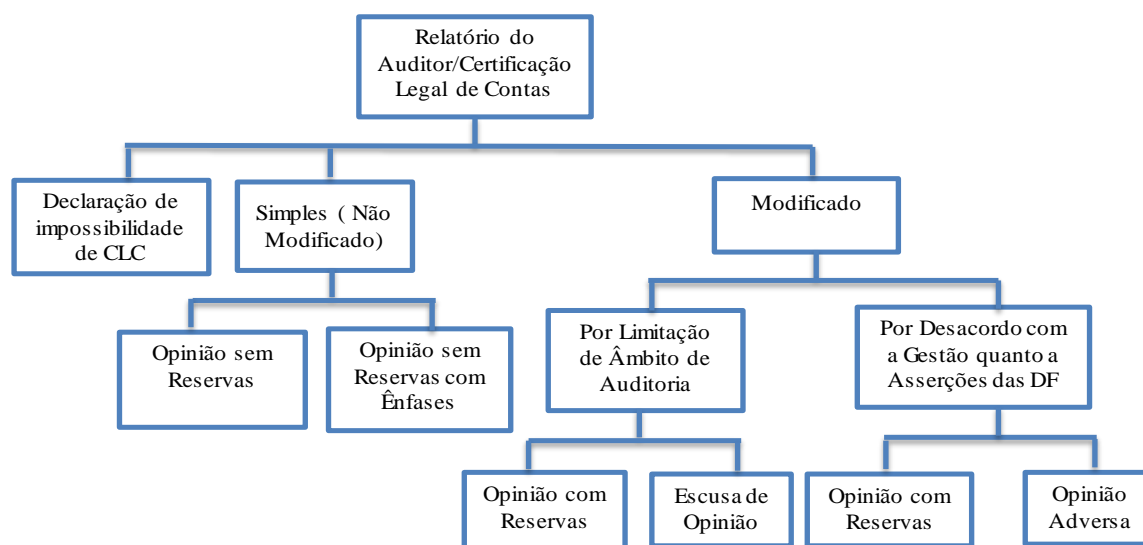 Relatório do
Auditor/Certificação
Legal de Contas
Declaração de
impossibilidade
de CLC
Simples ( Não
Modificado)
Modificado
Opinião sem
Reservas
Opinião sem
Reservas com
Ênfases
Por Limitação
de Âmbito de
Auditoria
Por Desacordo com
a Gestão quanto a
Asserções das DF
Opinião com
Reservas
Escusa de
Opinião
Opinião com
Reservas
Opinião
Adversa